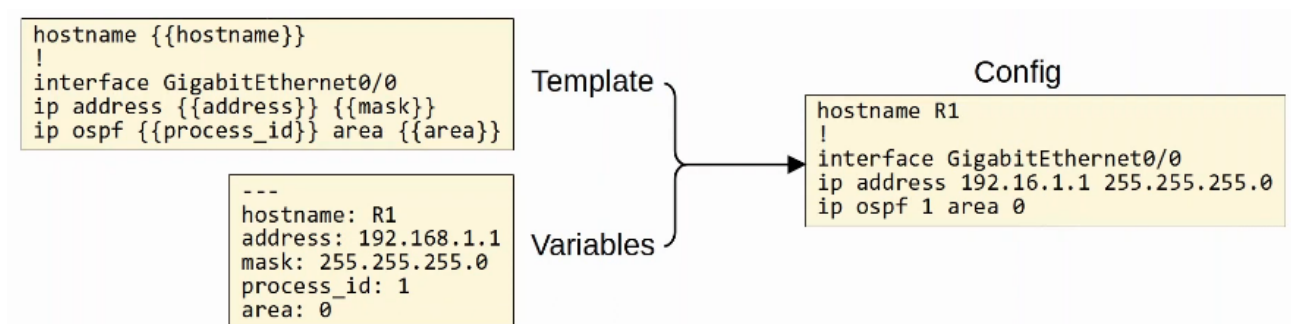 hostname {{hostname}}
!
interface GigabitEthernet0/0
ip address {{address}} {{mask}}
ip ospf {{process_id}} area {{area}}
Template
---
hostname: R1
address: 192.168.1.1
mask: 255.255.255.0
process_id: 1
area: 0
Variables
Config
hostname R1
!
interface GigabitEthernet0/0
ip address 192.16.1.1 255.255.255.0
ip ospf 1 area 0